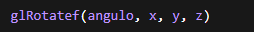 glRotatef(angulo, x, y, z)